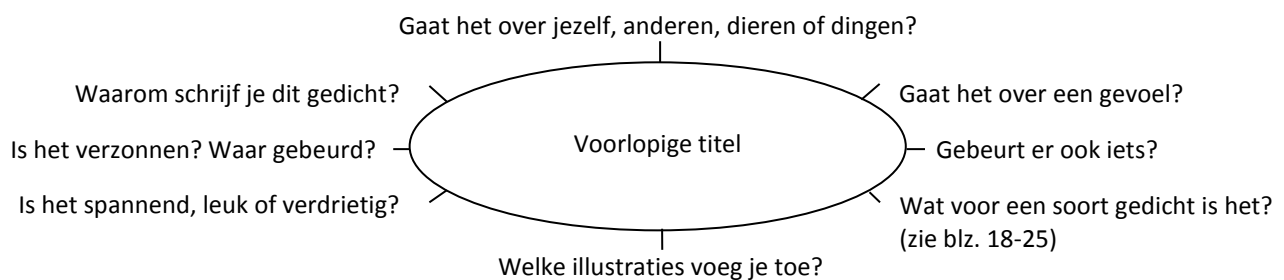 Gaat het over jezelf, anderen, dieren of dingen?
Waarom schrijf je dit gedicht?
Gaat het over een gevoel?
Is het verzonnen? Waar gebeurd?
Voorlopige titel
Gebeurt er ook iets?
Is het spannend, leuk of verdrietig?
Wat voor een soort gedicht is het?
(zie blz. 18-25)
Welke illustraties voeg je toe?